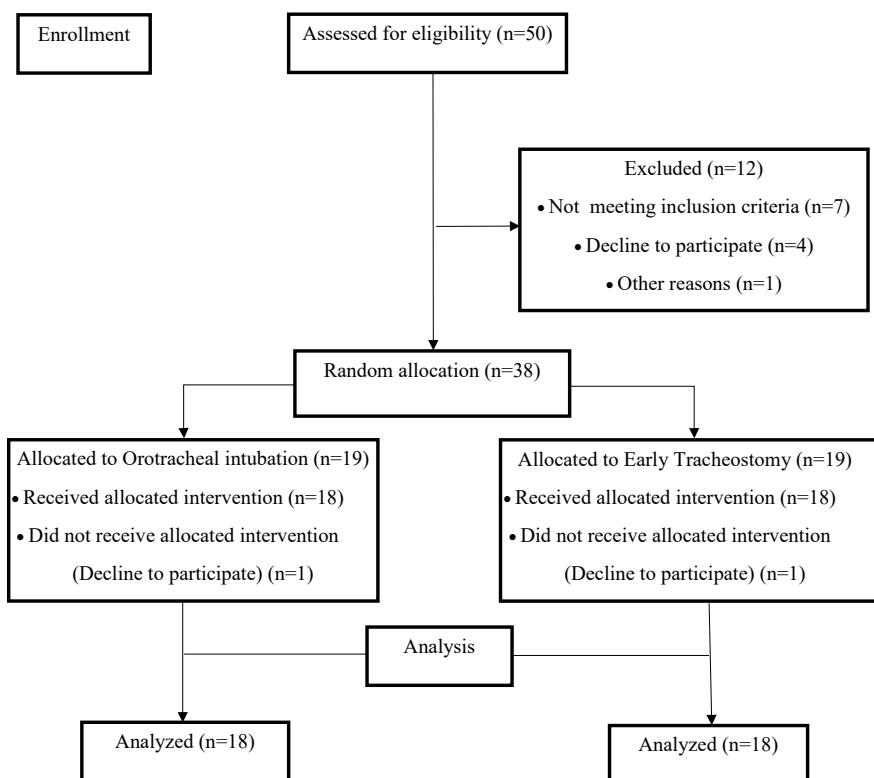 Enrollment
Assessed for eligibility (n=50)
Excluded (n=12)
• Not meeting inclusion criteria (n=7)
• Decline to participate (n=4)
• Other reasons (n=1)
Random allocation (n=38)
Allocated to Orotracheal intubation (n=19)
• Received allocated intervention (n=18)
• Did not receive allocated intervention
(Decline to participate) (n=1)
Allocated to Early Tracheostomy (n=19)
• Received allocated intervention (n=18)
• Did not receive allocated intervention
(Decline to participate) (n=1)
Analysis
Analyzed (n=18)
Analyzed (n=18)